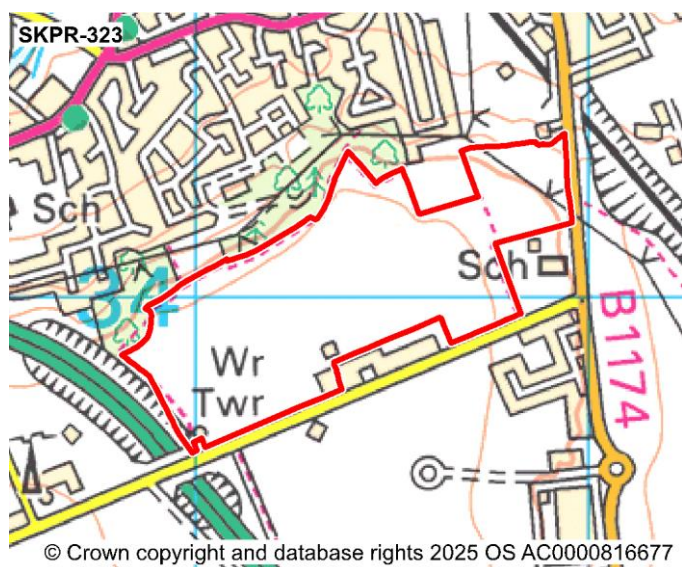 SKPR-323
Sch
34
Sch
Wr
Twr
B1174
© Crown copyright and database rights 2025 OS AC0000816677